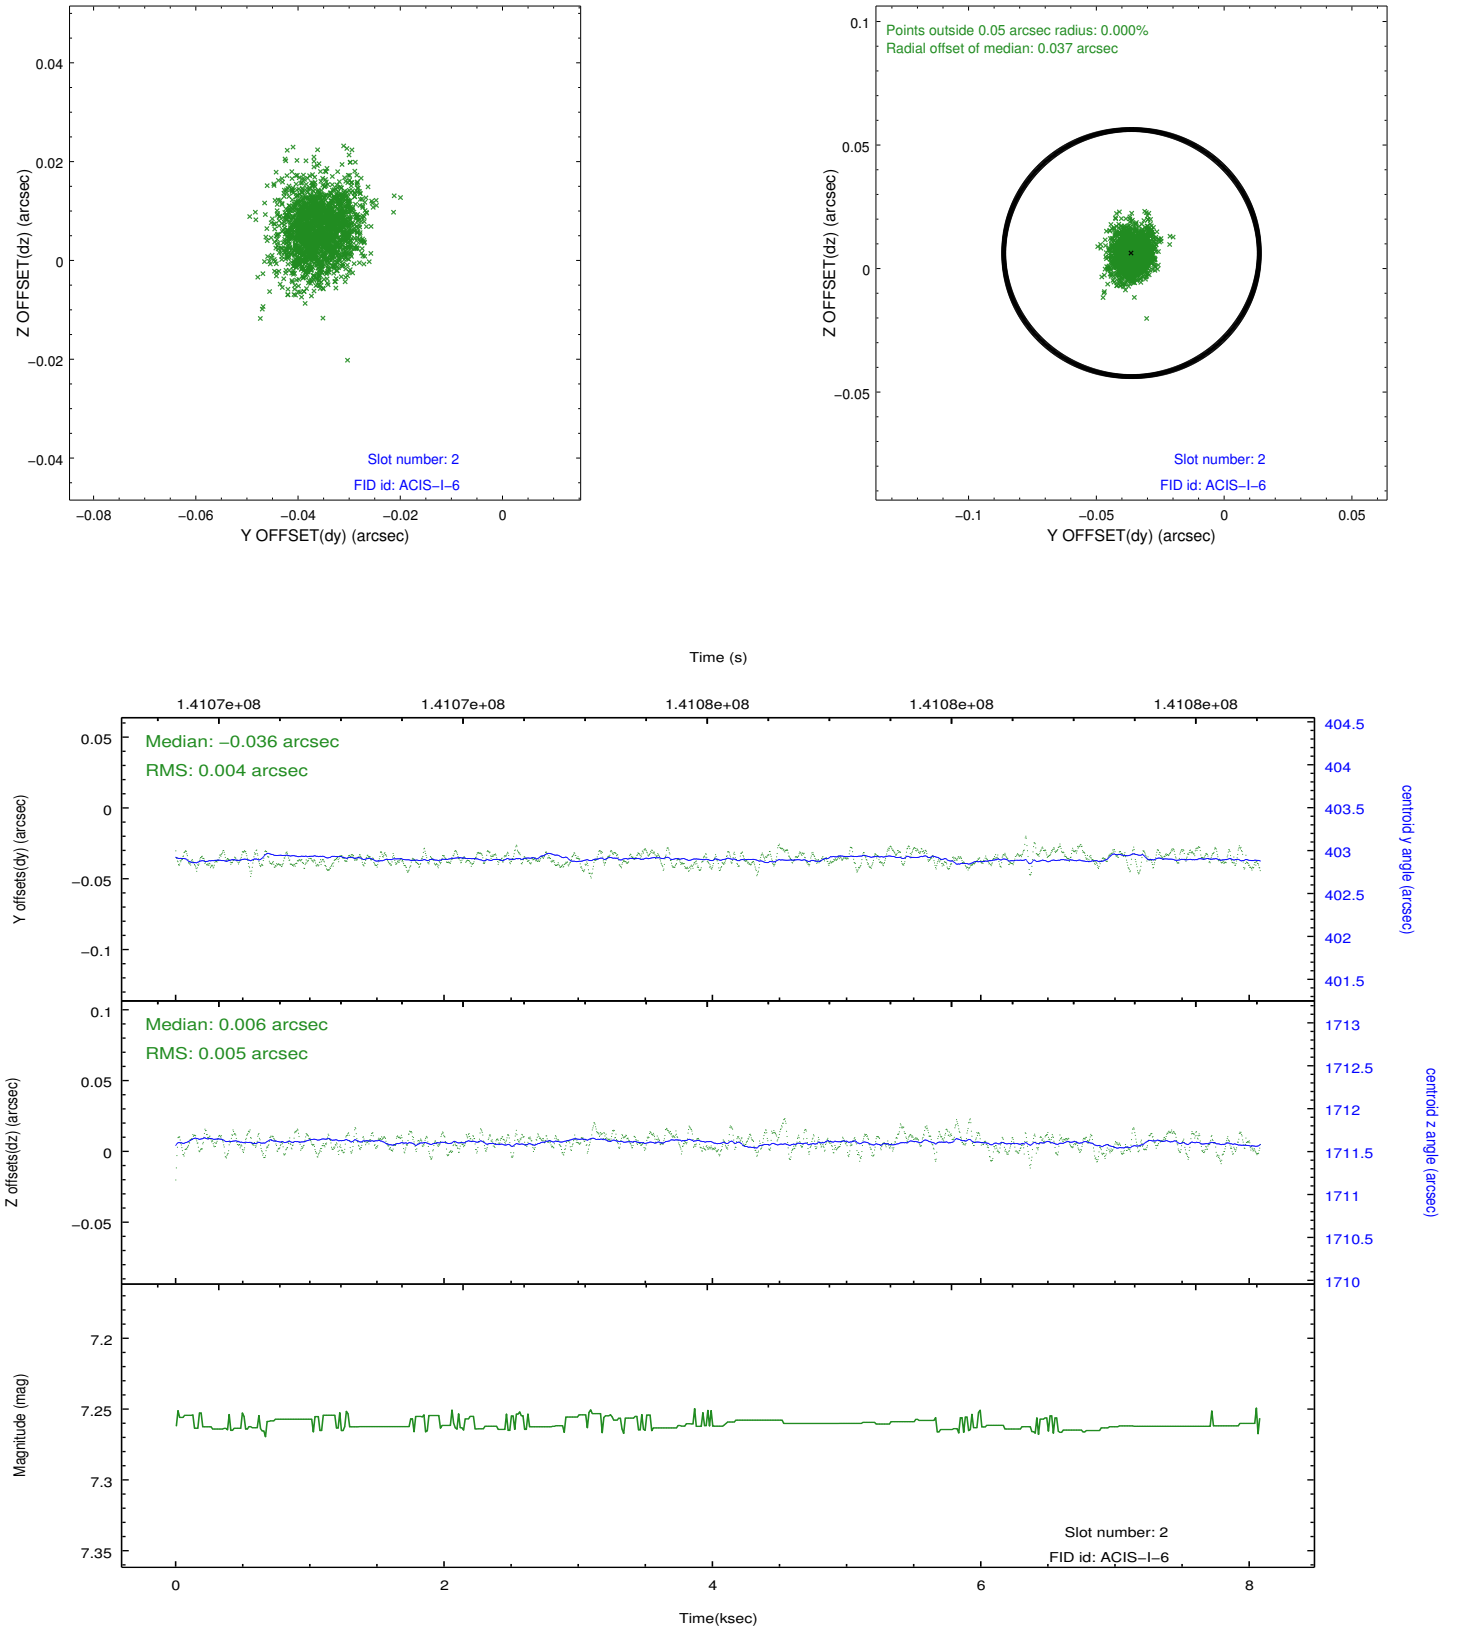 0.04
0.02
0
−0.02
−0.04
Z OFFSET(dz) (arcsec)
Slot number: 2
FID id: ACIS−I−6
−0.08 −0.06 −0.04 −0.02 0
Y OFFSET(dy) (arcsec)
Points outside 0.05 arcsec radius: 0.000%
Radial offset of median: 0.037 arcsec
0.1
0.05
0
−0.05
Z OFFSET(dz) (arcsec)
Slot number: 2
FID id: ACIS−I−6
−0.1 −0.05 0 0.05
Y OFFSET(dy) (arcsec)
Time (s)
1.4107e+08 1.4107e+08 1.4108e+08 1.4108e+08 1.4108e+08
Median: −0.036 arcsec
RMS: 0.004 arcsec
0.05
0
−0.05
−0.1
Y offsets(dy) (arcsec)
404.5
404
403.5
403
402.5
402
401.5
centroid y angle (arcsec)
Median: 0.006 arcsec
RMS: 0.005 arcsec
0.1
0.05
0
−0.05
Z offsets(dz) (arcsec)
1713
1712.5
1712
1711.5
1711
1710.5
1710
centroid z angle (arcsec)
7.2
7.25
7.3
7.35
Magnitude (mag)
Slot number: 2
FID id: ACIS−I−6
0 2 4 6 8
Time(ksec)